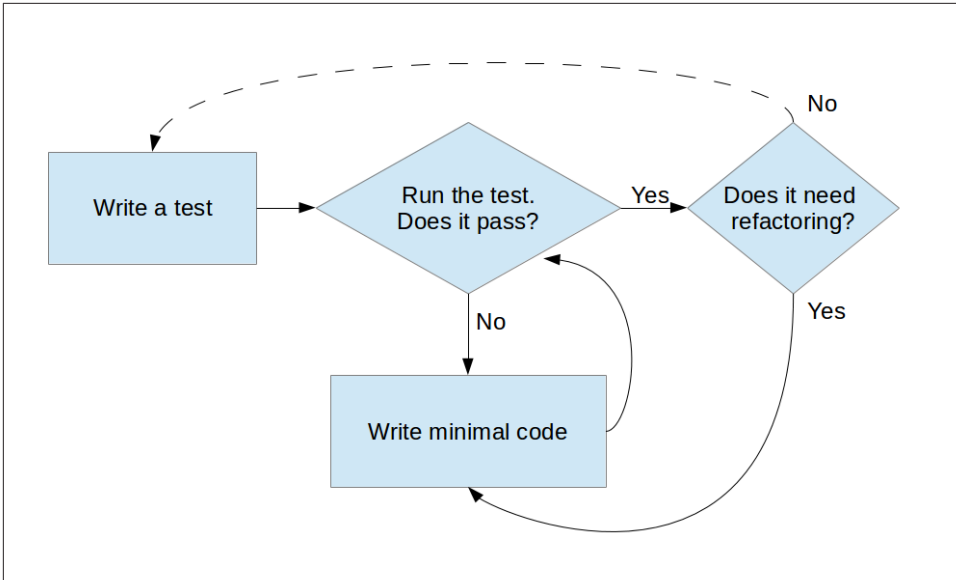 No
Write a test
Run the test.
Does it pass?
Yes
Does it need
refactoring?
No
Yes
Write minimal code